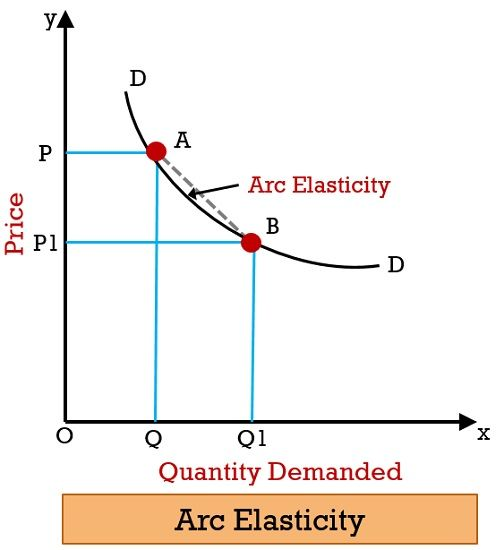 y
D
A
P
Arc Elasticity
Price
B
P1
D
x
O
Q
Q1
Quantity Demanded
Arc Elasticity